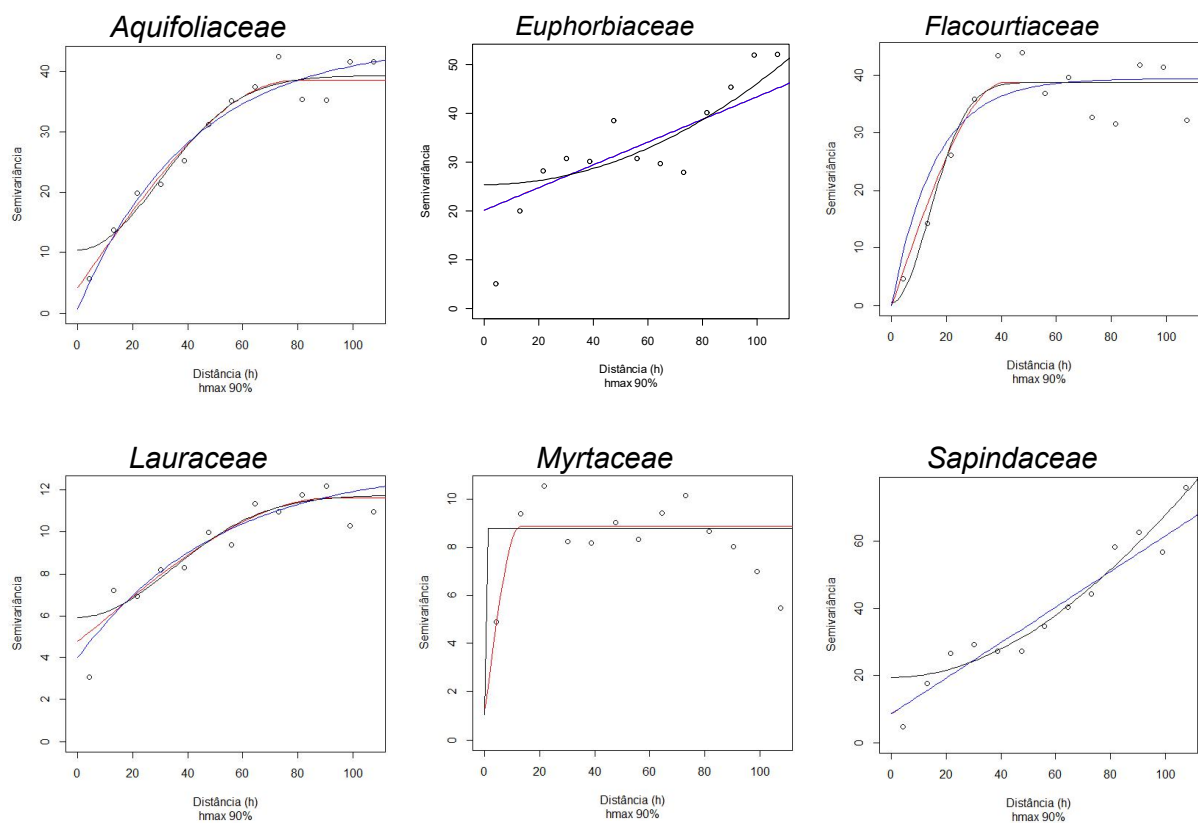 Aquifoliaceae
Semivariância
40
30
20
10
0
0 20 40 60 80 100
Distância (h)
hmax 90%
Euphorbiaceae
Semivariância
50
40
30
20
10
0
0 20 40 60 80 100
Distância (h)
hmax 90%
Flacourtiaceae
Semivariância
40
30
20
10
0
0 20 40 60 80 100
Distância (h)
hmax 90%
Lauraceae
Semivariância
12
10
8
6
4
2
0
0 20 40 60 80 100
Distância (h)
hmax 90%
Myrtaceae
Semivariância
10
8
6
4
2
0
0 20 40 60 80 100
Distância (h)
hmax 90%
Sapindaceae
Semivariância
60
40
20
0
0 20 40 60 80 100
Distância (h)
hmax 90%